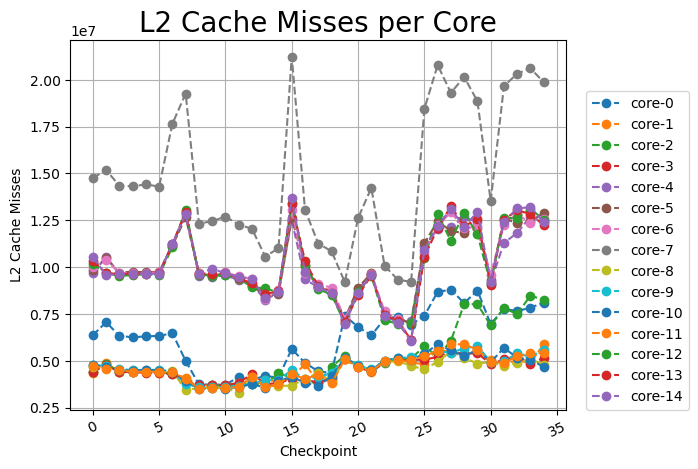 L2 Cache Misses per Core
1e7
2.00
1.75
1.50
1.25
1.00
0.75
0.50
0.25
L2 Cache Misses
0
5
10
15
20
25
30
35
Checkpoint
core-0
core-1
core-2
core-3
core-4
core-5
core-6
core-7
core-8
core-9
core-10
core-11
core-12
core-13
core-14